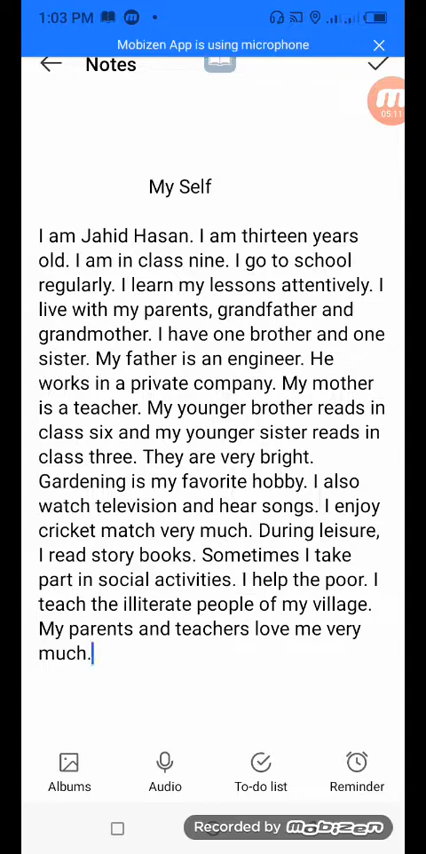 1:03 PM
Mobizen App is using microphone
Notes
05:11
My Self
I am Jahid Hasan. I am thirteen years
old. I am in class nine. I go to school
regularly. I learn my lessons attentively. I
live with my parents, grandfather and
grandmother. I have one brother and one
sister. My father is an engineer. He
works in a private company. My mother
is a teacher. My younger brother reads in
class six and my younger sister reads in
class three. They are very bright.
Gardening is my favorite hobby. I also
watch television and hear songs. I enjoy
cricket match very much. During leisure,
I read story books. Sometimes I take
part in social activities. I help the poor. I
teach the illiterate people of my village.
My parents and teachers love me very
much.
Albums Audio To-do list Reminder
Recorded by mobizen